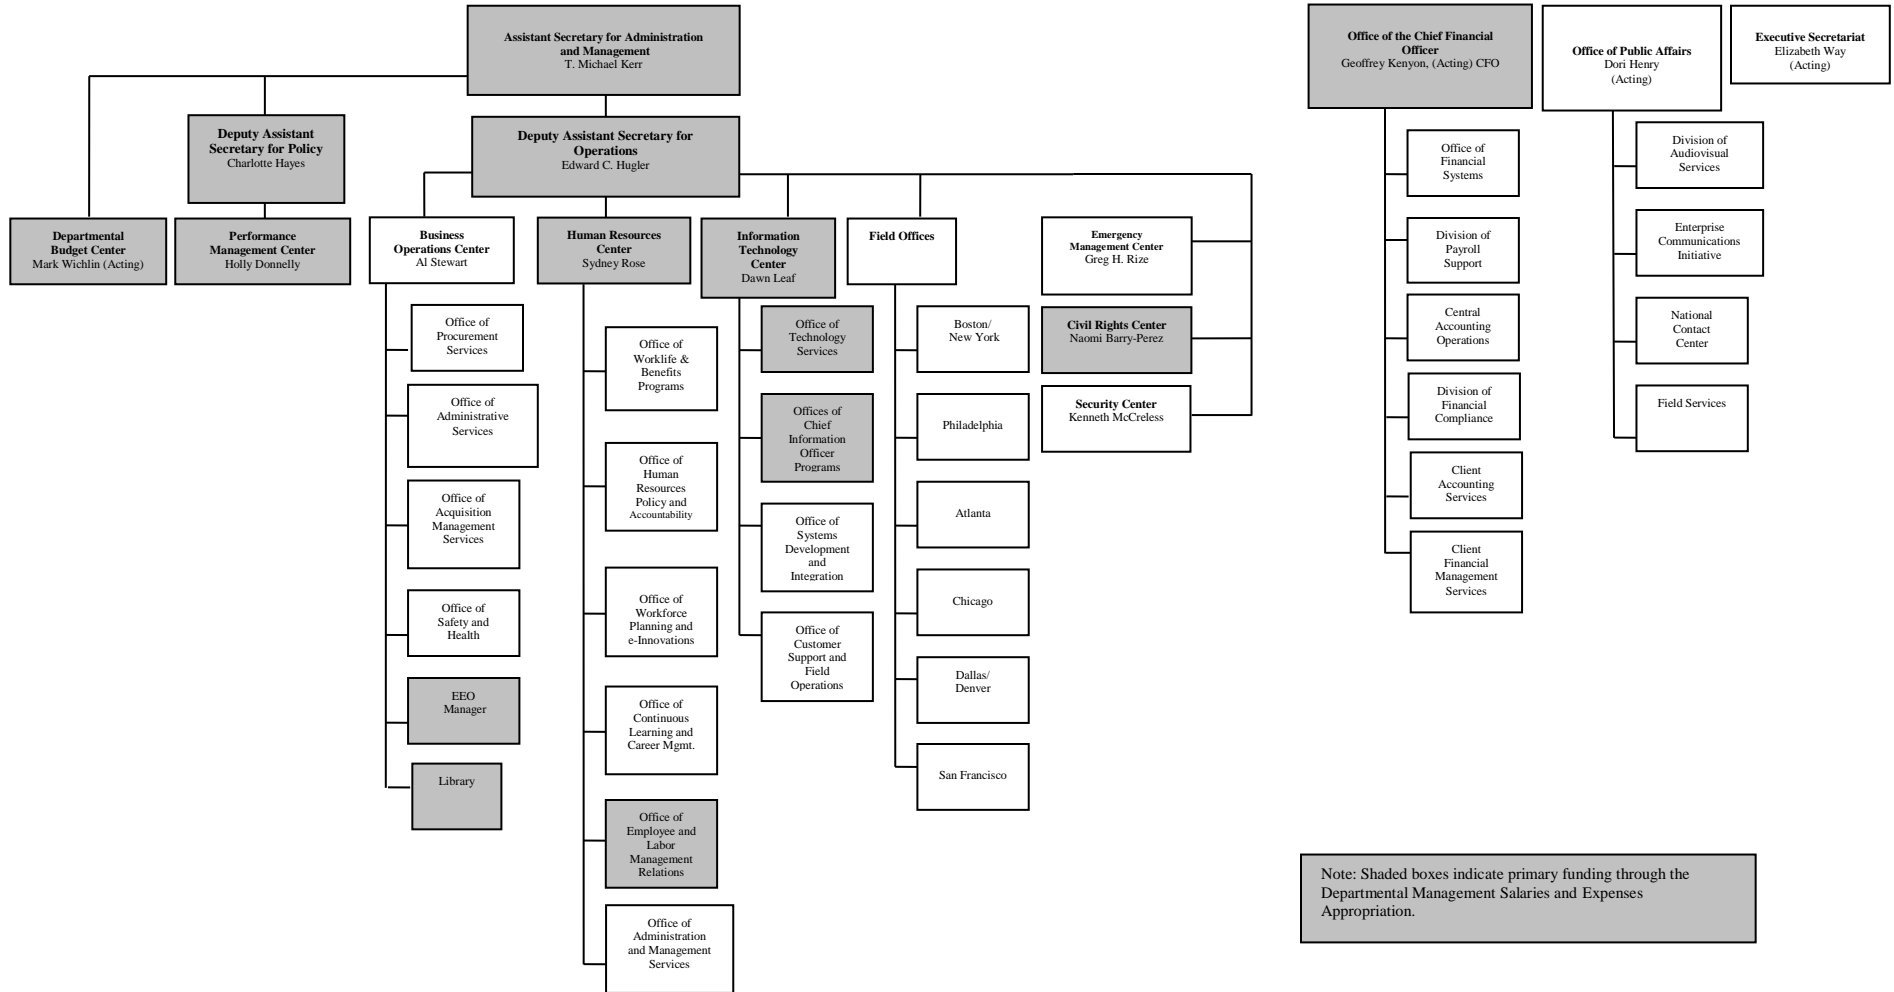 Assistant Secretary for Administration
and Management
T. Michael Kerr
Deputy Assistant
Secretary for Policy
Charlotte Hayes
Deputy Assistant Secretary for
Operations
Edward C. Hugler
Departmental
Budget Center
Mark Wichlin (Acting)
Performance
Management Center
Holly Donnelly
Business
Operations Center
Al Stewart
Office of
Procurement
Services
Office of
Administrative
Services
Office of
Acquisition
Management
Services
Office of
Safety and
Health
EEO
Manager
Library
Human Resources
Center
Sydney Rose
Office of
Worklife &
Benefits
Programs
Office of
Human
Resources
Policy and
Accountability
Office of
Workforce
Planning and
e-Innovations
Office of
Continuous
Learning and
Career Mgmt.
Office of
Employee and
Labor
Management
Relations
Office of
Administration
and Management
Services
Information
Technology
Center
Dawn Leaf
Office of
Technology
Services
Offices of
Chief
Information
Officer
Programs
Office of
Systems
Development
and
Integration
Office of
Customer
Support and
Field
Operations
Field Offices
Boston/
New York
Philadelphia
Atlanta
Chicago
Dallas/
Denver
San Francisco
Emergency
Management Center
Greg H. Rize
Civil Rights Center
Naomi Barry-Perez
Security Center
Kenneth McCreless
Office of the Chief Financial
Officer
Geoffrey Kenyon, (Acting) CFO
Office of
Financial
Systems
Division of
Payroll
Support
Central
Accounting
Operations
Division of
Financial
Compliance
Client
Accounting
Services
Client
Financial
Management
Services
Office of Public Affairs
Dori Henry
(Acting)
Division of
Audiovisual
Services
Enterprise
Communications
Initiative
National
Contact
Center
Field Services
Executive Secretariat
Elizabeth Way
(Acting)
Note: Shaded boxes indicate primary funding through the
Departmental Management Salaries and Expenses
Appropriation.